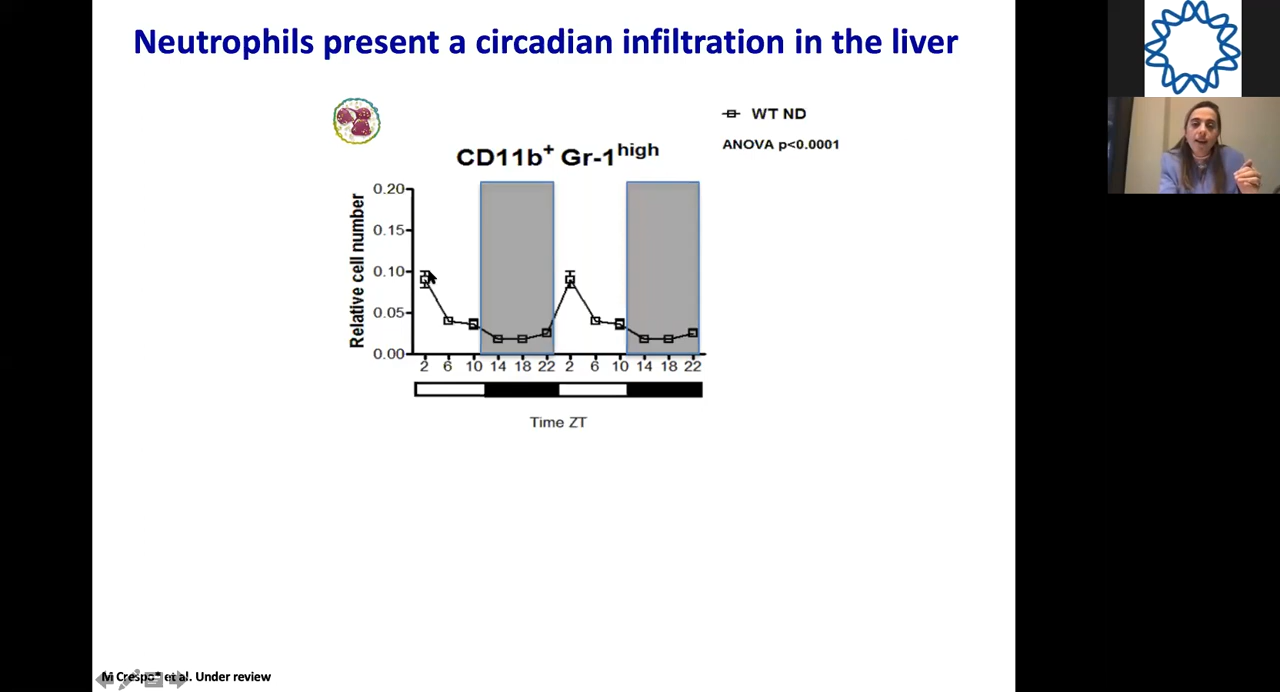 Neutrophils present a circadian infiltration in the liver
WT ND
ANOVA p<0.0001
CD11b+ Gr-1high
Relative cell number
0.20
0.15
0.10
0.05
0.00
2 6 10 14 18 22 2 6 10 14 18 22
Time ZT
M Crespo* et al. Under review